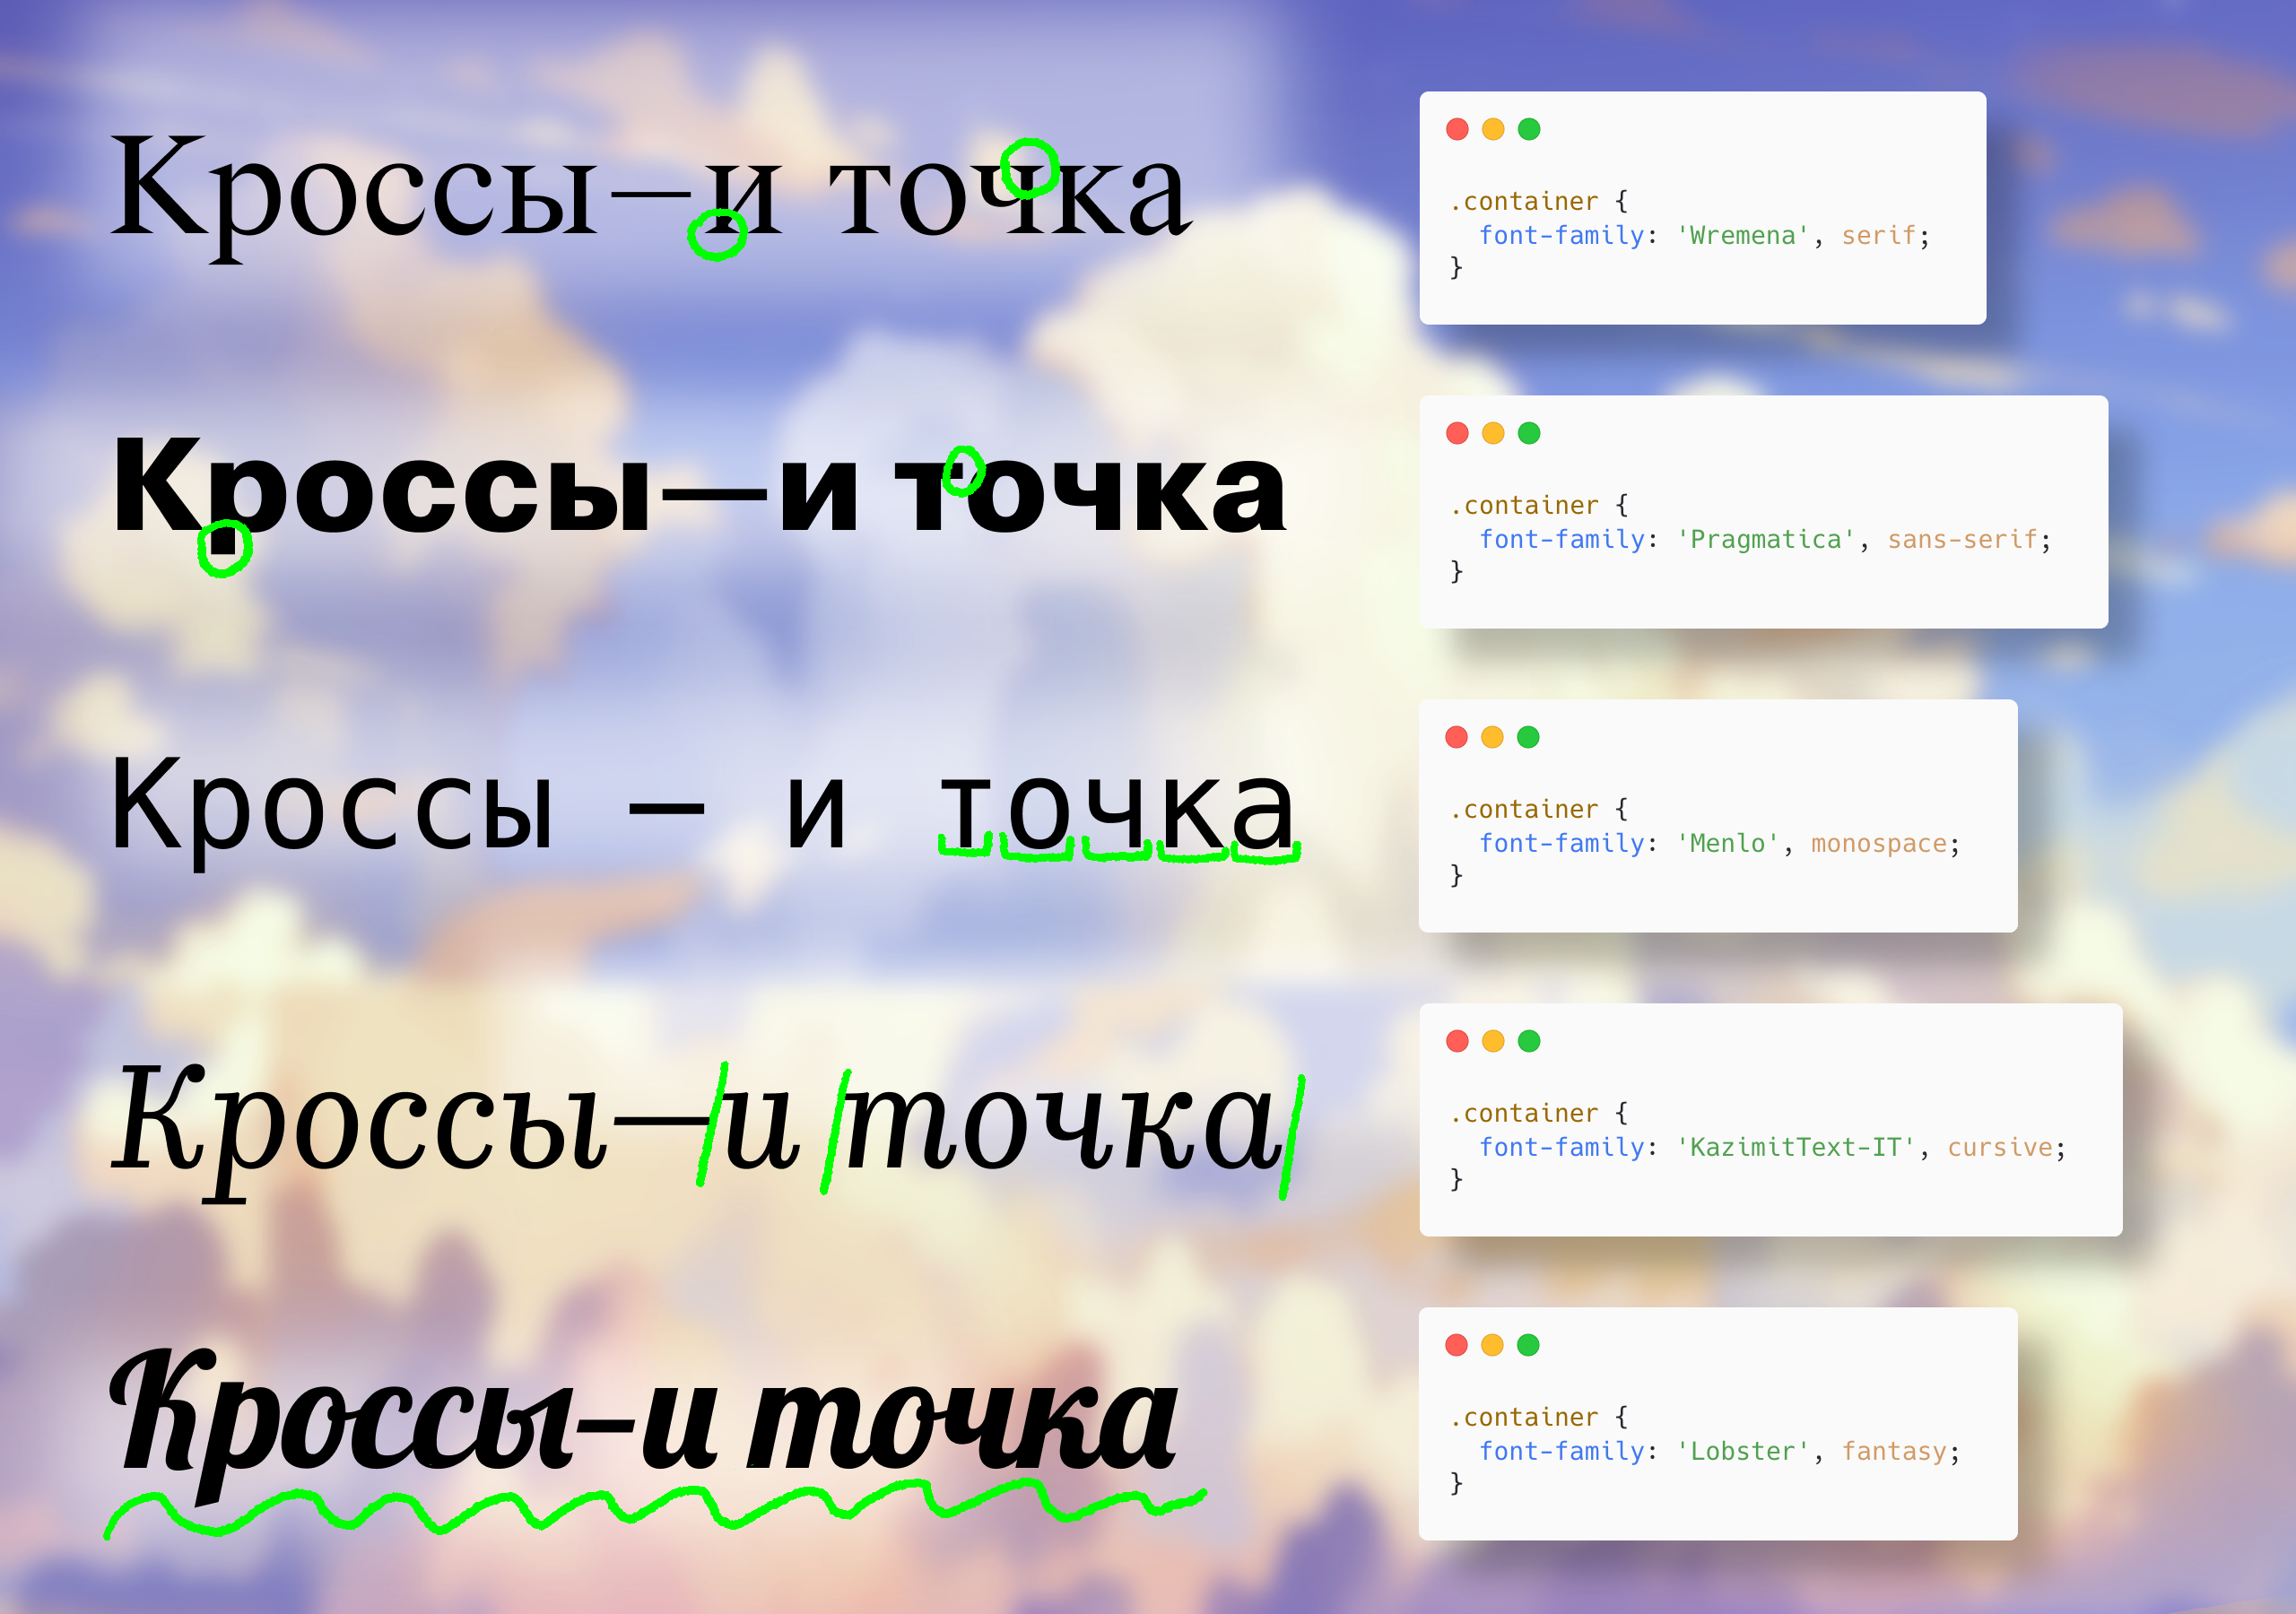 Кроссы—и точка
.container {
  font-family: 'Wremena', serif;
}
Кроссы—и точка
.container {
  font-family: 'Pragmatica', sans-serif;
}
Кроссы — и точка
.container {
  font-family: 'Menlo', monospace;
}
Кроссы—и точка
.container {
  font-family: 'KazimitText-IT', cursive;
}
Кроссы–и точка
.container {
  font-family: 'Lobster', fantasy;
}